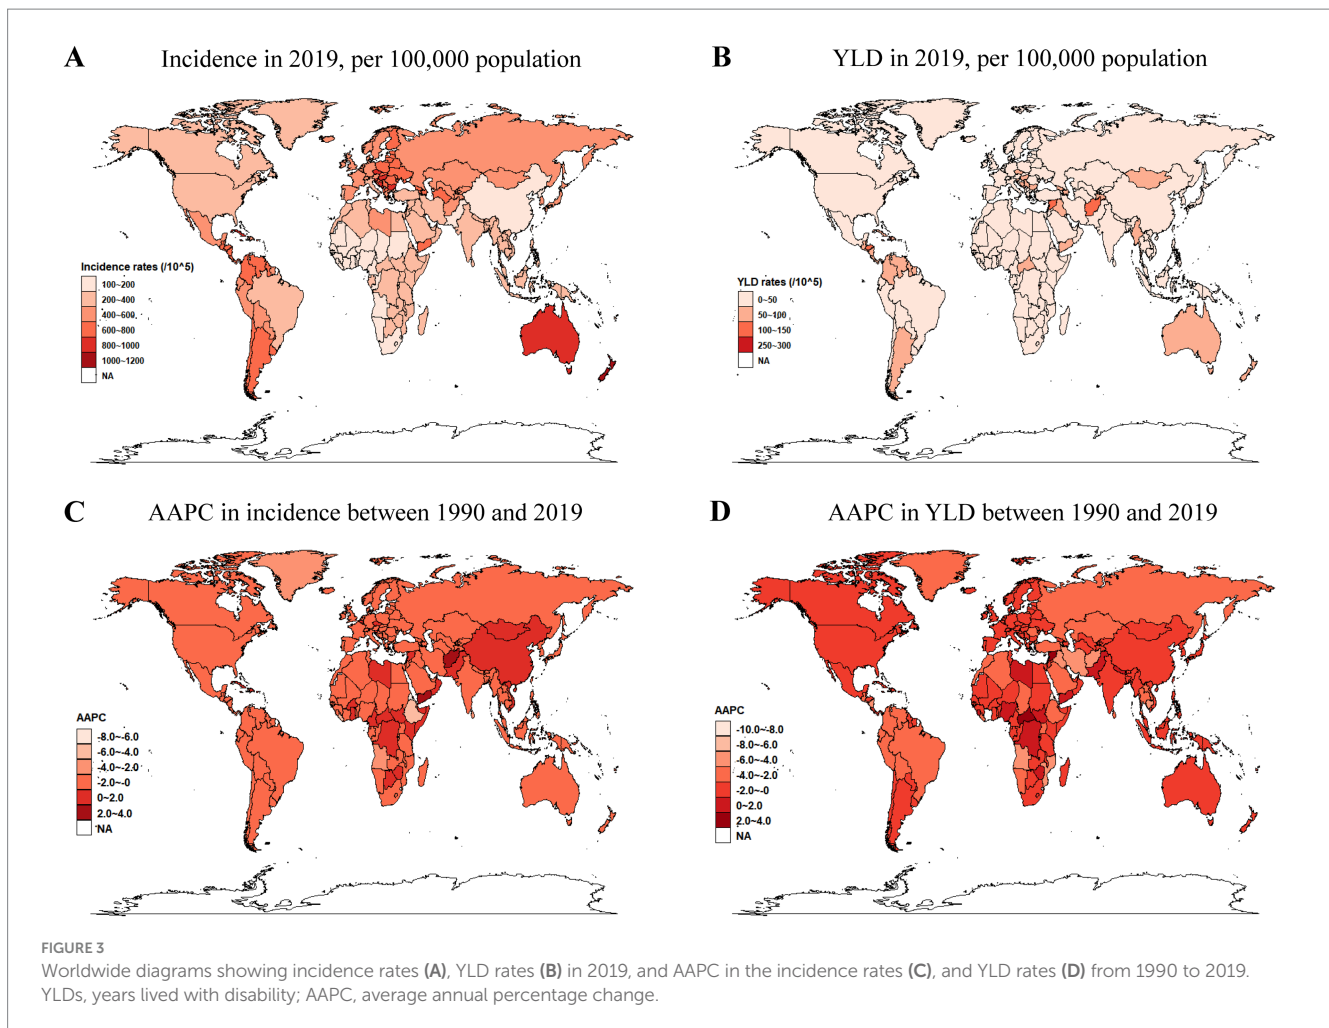 A Incidence in 2019, per 100,000 population
Incidence rates (/10^5)
100~200
200~400
400~600
600~800
800~1000
1000~1200
NA
B YLD in 2019, per 100,000 population
YLD rates (/10^5)
0~50
50~100
100~150
250~300
NA
C AAPC in incidence between 1990 and 2019
AAPC
-8.0~-6.0
-6.0~-4.0
-4.0~-2.0
-2.0~-0
0~2.0
2.0~4.0
NA
D AAPC in YLD between 1990 and 2019
AAPC
-10.0~-8.0
-8.0~-6.0
-6.0~-4.0
-4.0~-2.0
-2.0~-0
0~2.0
2.0~4.0
NA
FIGURE 3
Worldwide diagrams showing incidence rates (A), YLD rates (B) in 2019, and AAPC in the incidence rates (C), and YLD rates (D) from 1990 to 2019.
YLDs, years lived with disability; AAPC, average annual percentage change.